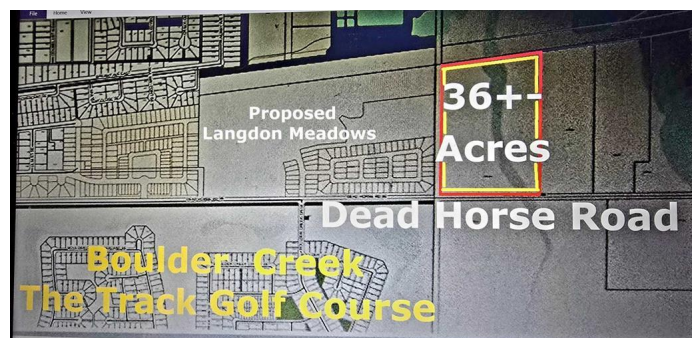 File Home View
Proposed
Langdon Meadows
36+-
Acres
Dead Horse Road
Boulder Creek
The Track Golf Course